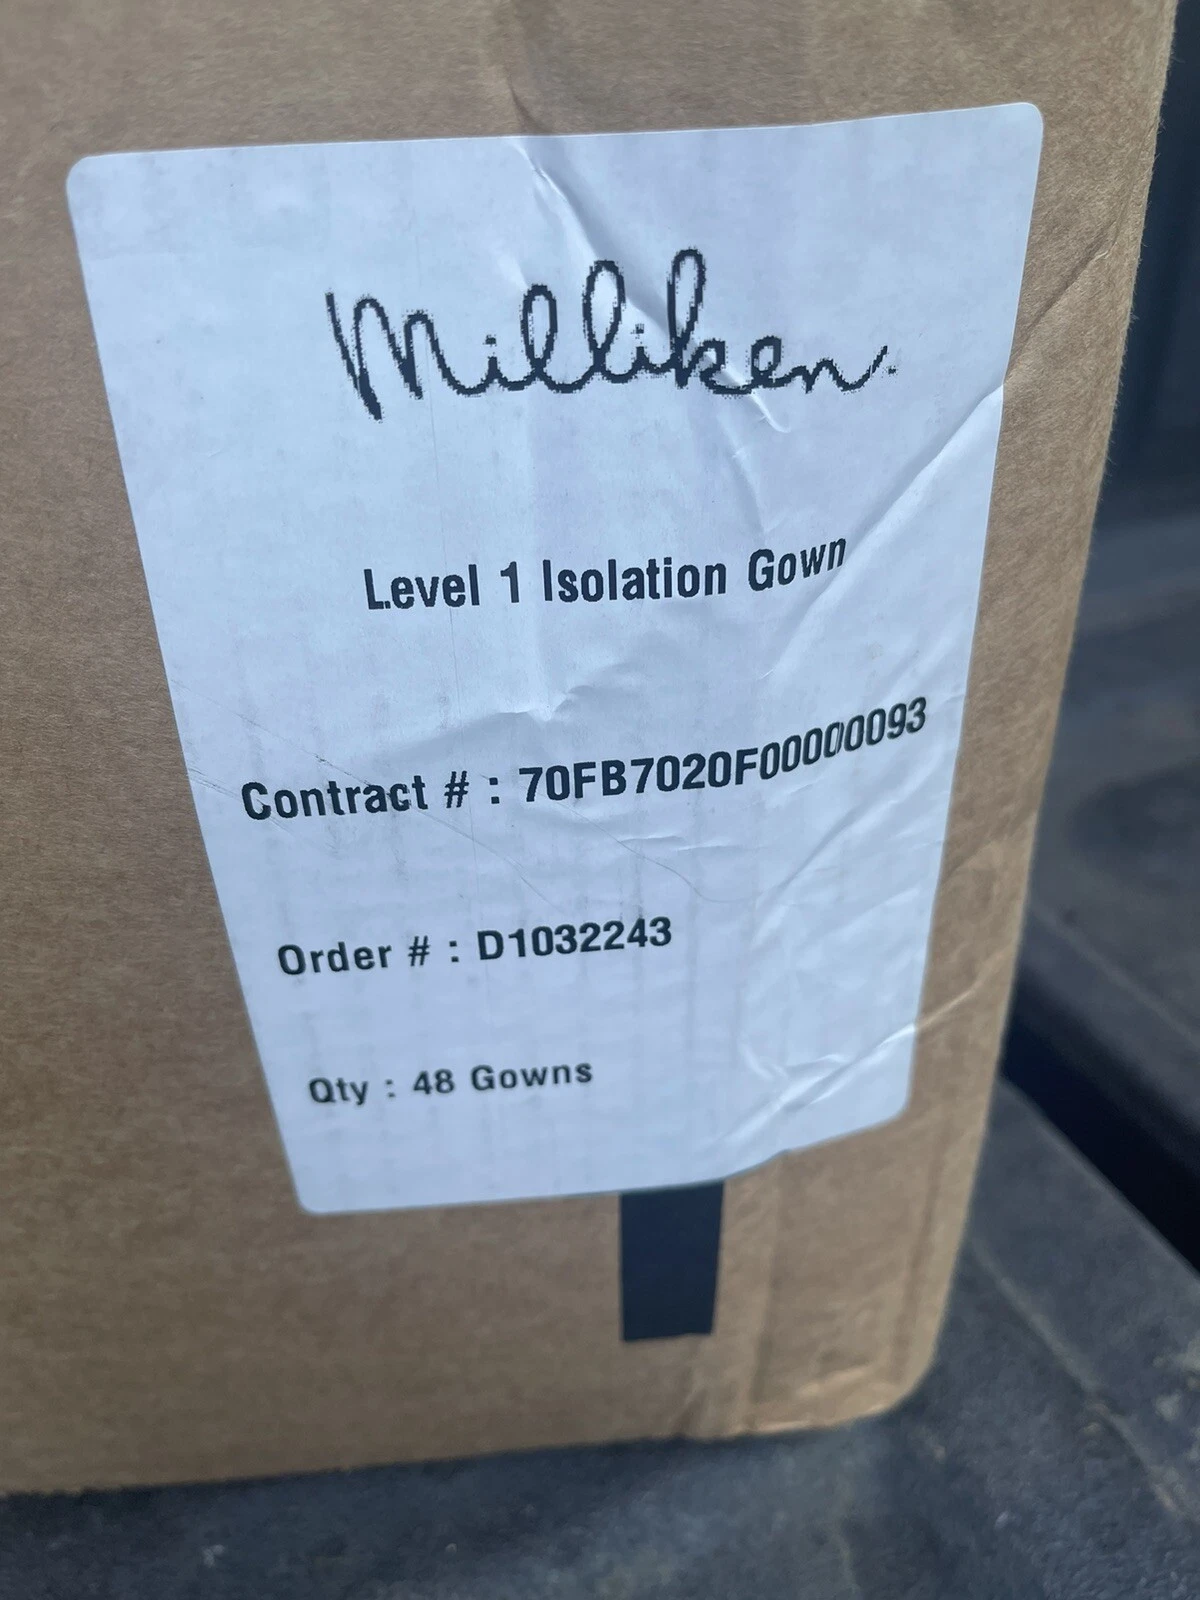 Milliken.
Level 1 Isolation Gown
Contract # : 70FB7020F00000093
Order # : D1032243
Qty : 48 Gowns